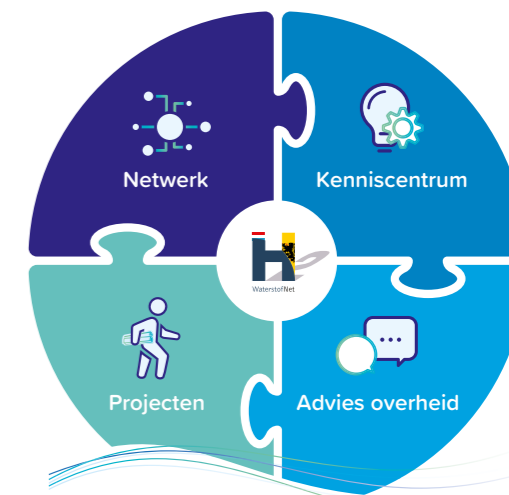 Netwerk
Kenniscentrum
WaterstofNet
Projecten
Advies overheid